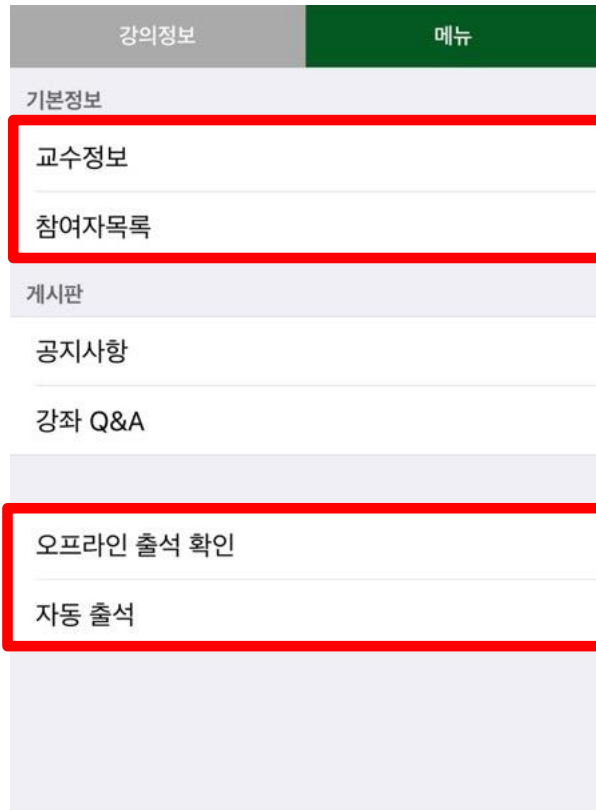 강의정보
메뉴
기본정보
교수정보
참여자목록
게시판
공지사항
강좌 Q&A
오프라인 출석 확인
자동 출석